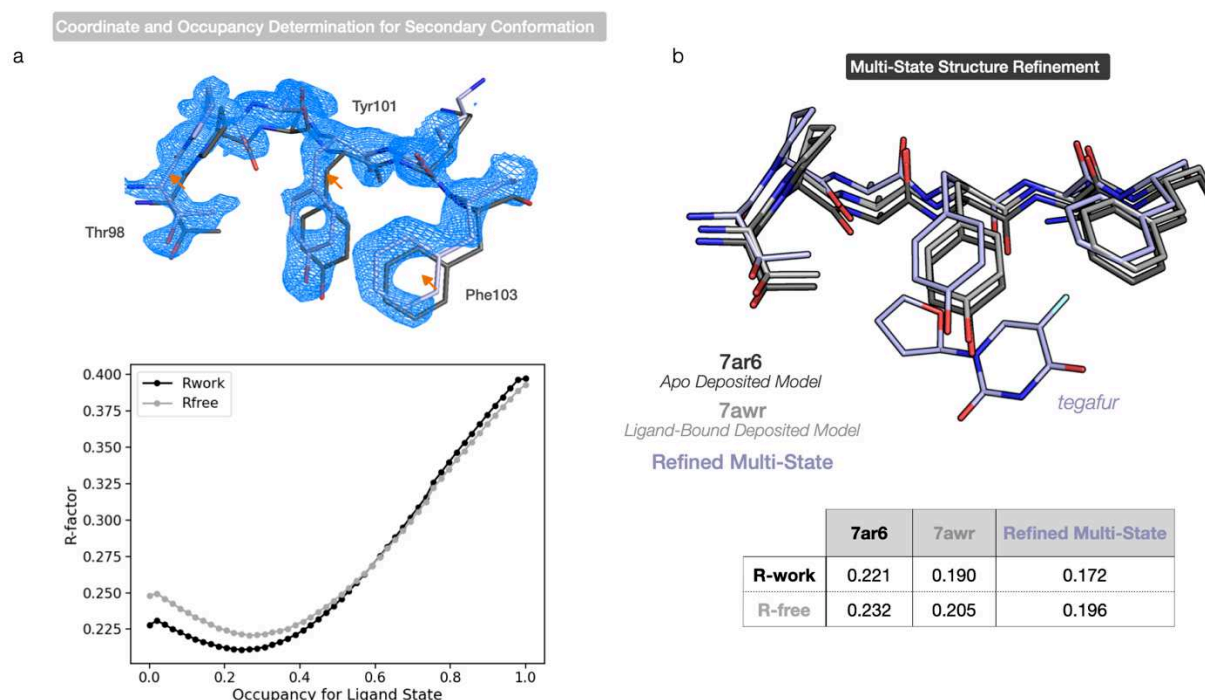 Coordinate and Occupancy Determination for Secondary Conformation
a
Tyr101
Thr98
Phe103
0.400
0.375
0.350
0.325
0.300
0.275
0.250
0.225
R-factor
Rwork
Rfree
0.0 0.2 0.4 0.6 0.8 1.0
Occupancy for Ligand State
b
Multi-State Structure Refinement
7ar6
Apo Deposited Model
7awr
Ligand-Bound Deposited Model
Refined Multi-State
tegafur
7ar6 7awr Refined Multi-State
R-work 0.221 0.190 0.172
R-free 0.232 0.205 0.196